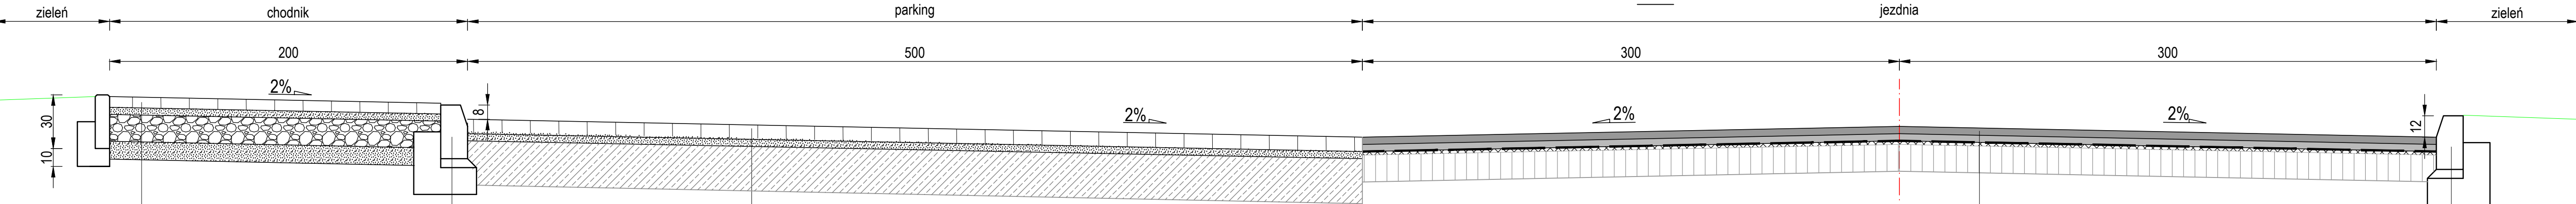 zieleń chodnik parking jezdnia zieleń
200 500 300 300
2% 2% 2% 2%
30 8 12
10